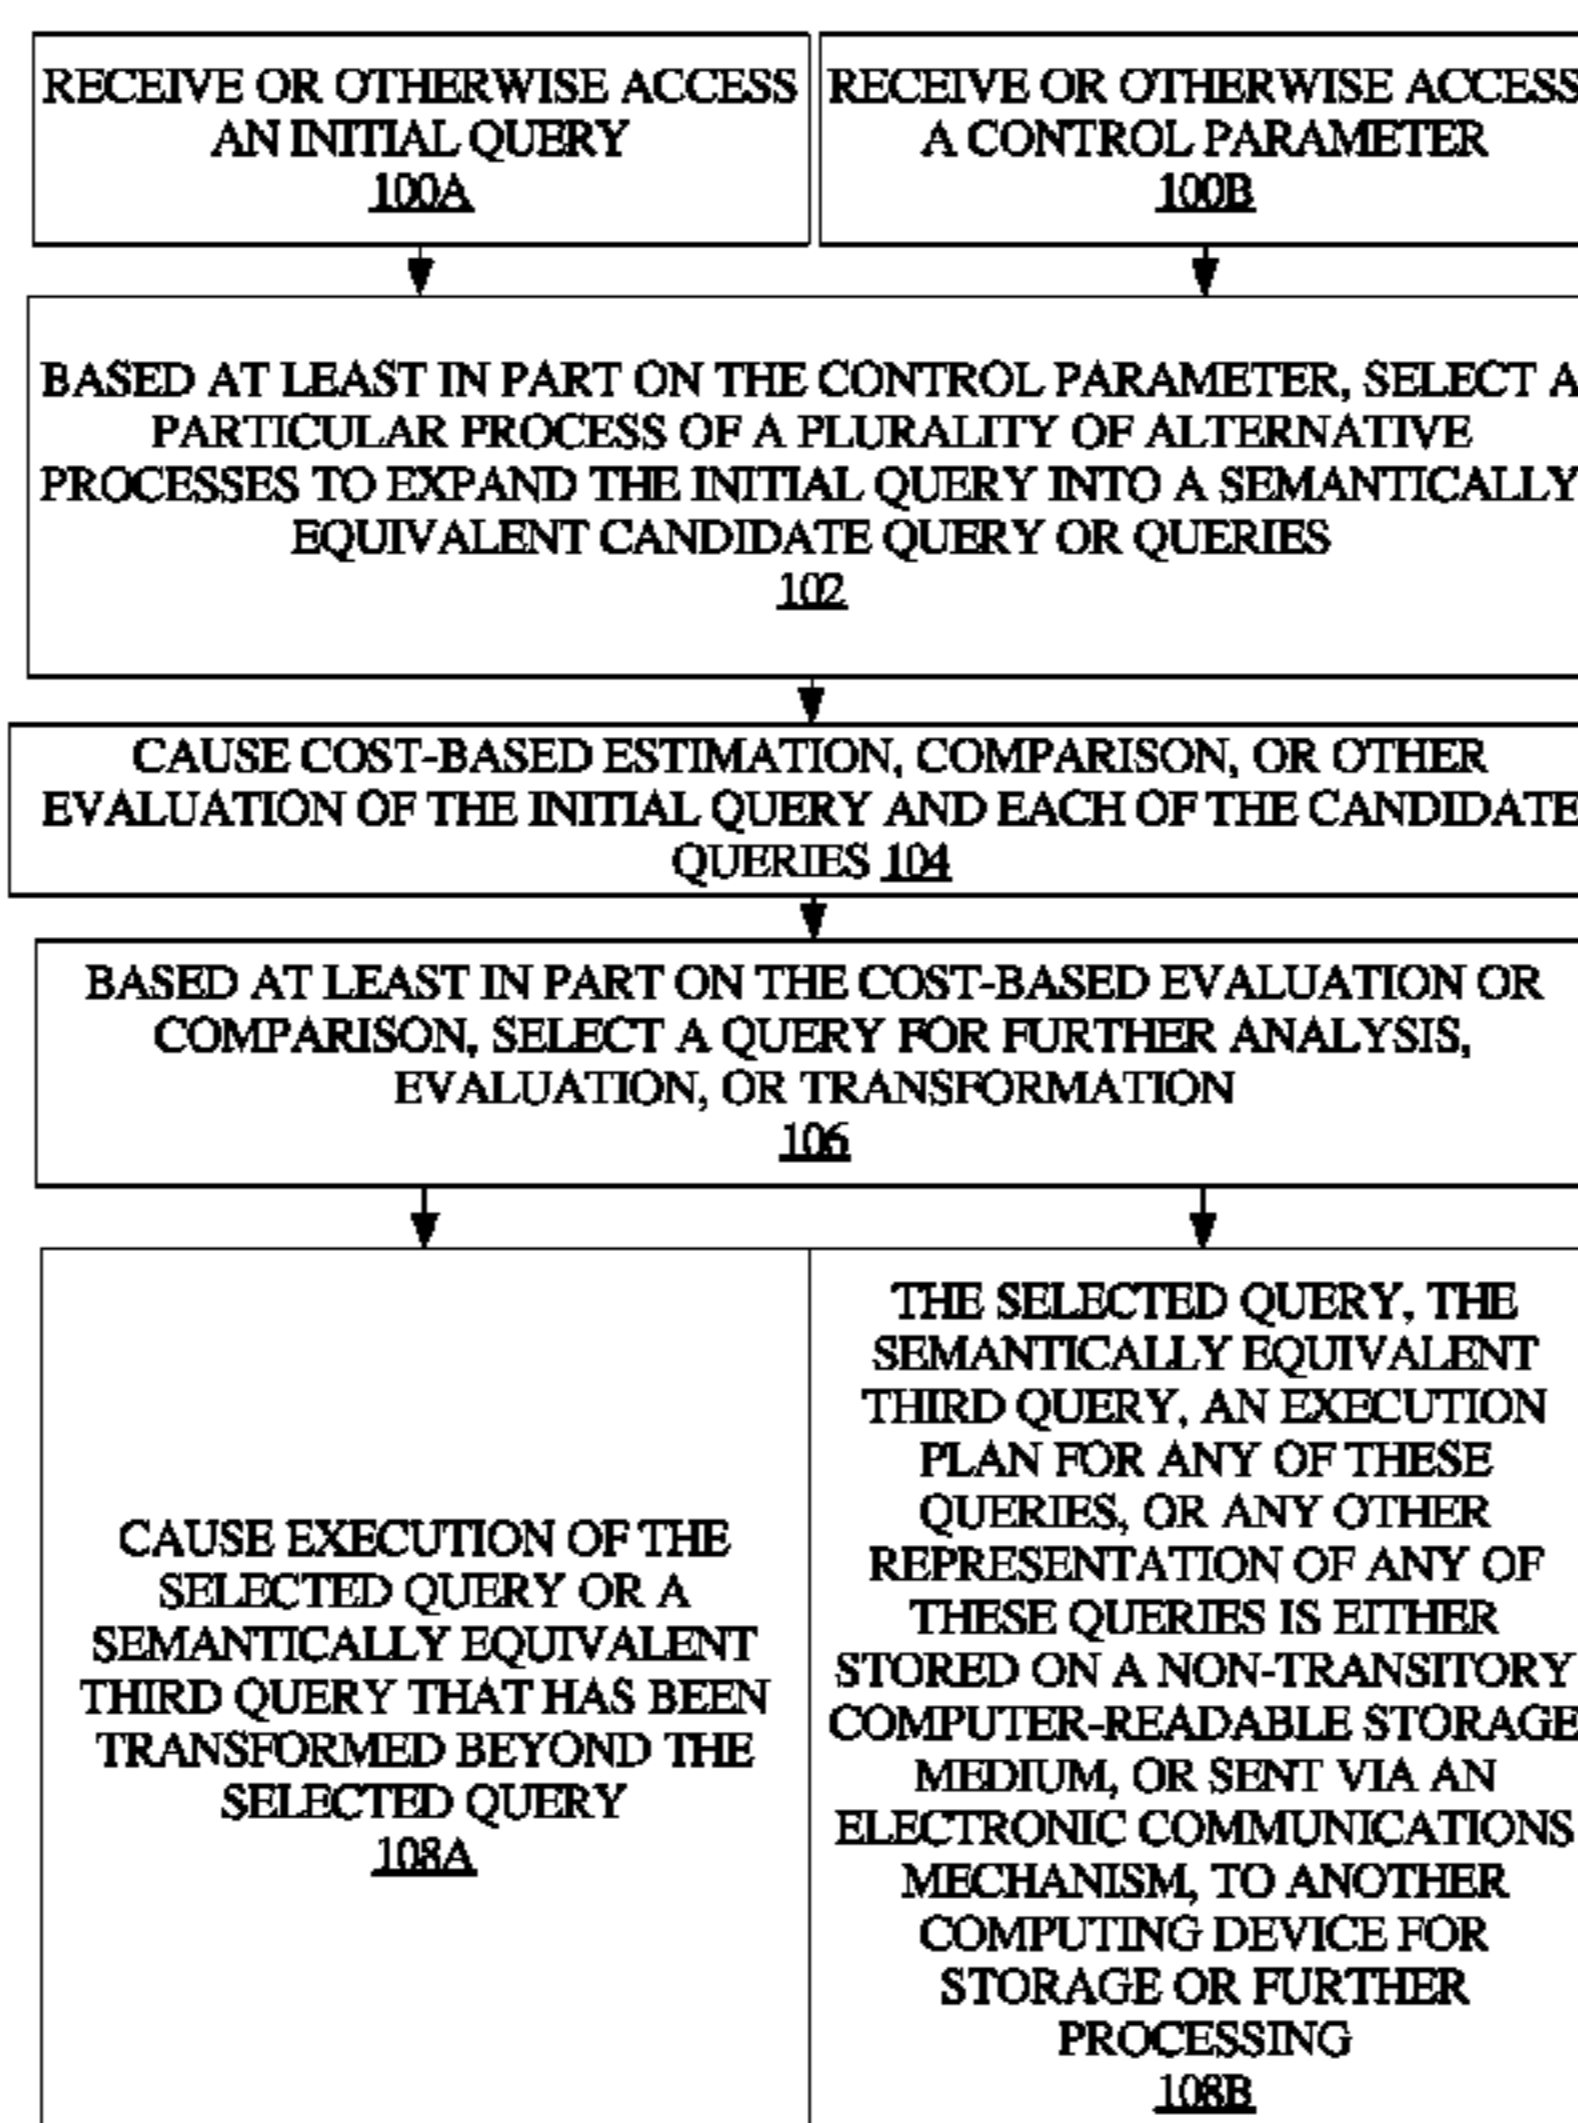 RECEIVE OR OTHERWISE ACCESS
AN INITIAL QUERY
100A
RECEIVE OR OTHERWISE ACCESS
A CONTROL PARAMETER
100B
BASED AT LEAST IN PART ON THE CONTROL PARAMETER, SELECT A
PARTICULAR PROCESS OF A PLURALITY OF ALTERNATIVE
PROCESSES TO EXPAND THE INITIAL QUERY INTO A SEMANTICALLY
EQUIVALENT CANDIDATE QUERY OR QUERIES
102
CAUSE COST-BASED ESTIMATION, COMPARISON, OR OTHER
EVALUATION OF THE INITIAL QUERY AND EACH OF THE CANDIDATE
QUERIES 104
BASED AT LEAST IN PART ON THE COST-BASED EVALUATION OR
COMPARISON, SELECT A QUERY FOR FURTHER ANALYSIS,
EVALUATION, OR TRANSFORMATION
106
CAUSE EXECUTION OF THE
SELECTED QUERY OR A
SEMANTICALLY EQUIVALENT
THIRD QUERY THAT HAS BEEN
TRANSFORMED BEYOND THE
SELECTED QUERY
108A
THE SELECTED QUERY, THE
SEMANTICALLY EQUIVALENT
THIRD QUERY, AN EXECUTION
PLAN FOR ANY OF THESE
QUERIES, OR ANY OTHER
REPRESENTATION OF ANY OF
THESE QUERIES IS EITHER
STORED ON A NON-TRANSITORY
COMPUTER-READABLE STORAGE
MEDIUM, OR SENT VIA AN
ELECTRONIC COMMUNICATIONS
MECHANISM, TO ANOTHER
COMPUTING DEVICE FOR
STORAGE OR FURTHER
PROCESSING
108B